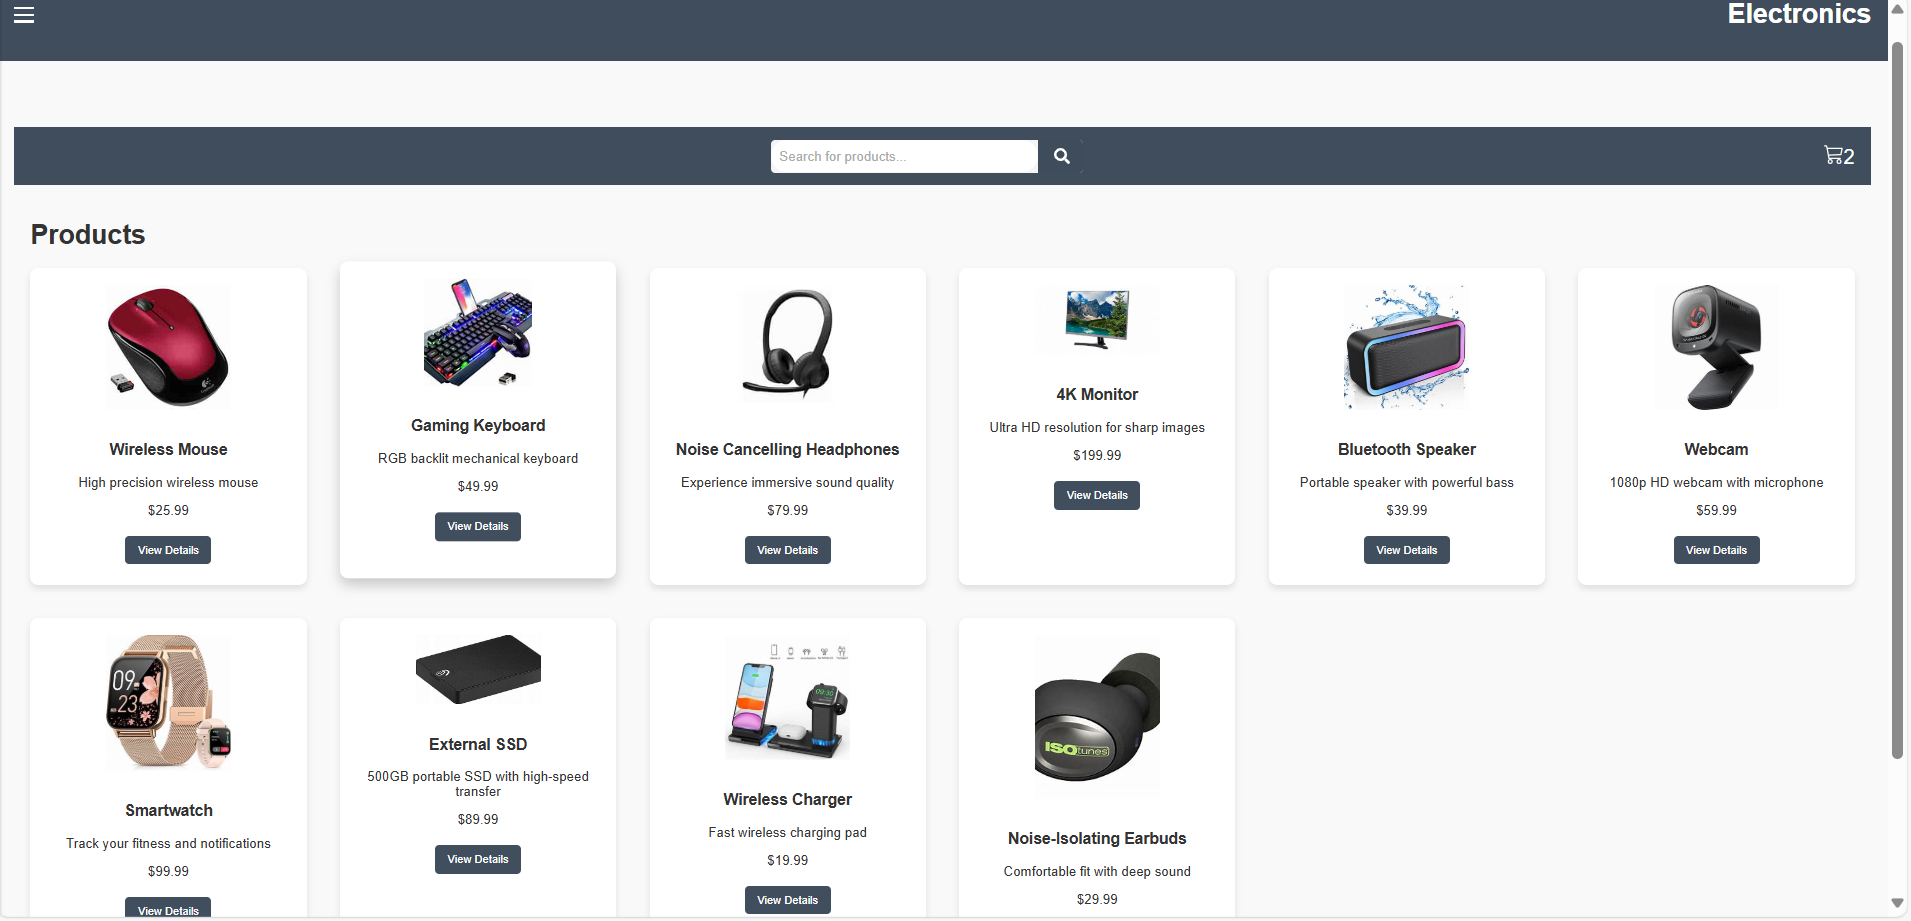 Electronics
Search for products...
2
Products
Wireless Mouse
High precision wireless mouse
$25.99
View Details
Gaming Keyboard
RGB backlit mechanical keyboard
$49.99
View Details
Noise Cancelling Headphones
Experience immersive sound quality
$79.99
View Details
4K Monitor
Ultra HD resolution for sharp images
$199.99
View Details
Bluetooth Speaker
Portable speaker with powerful bass
$39.99
View Details
Webcam
1080p HD webcam with microphone
$59.99
View Details
09
23
Smartwatch
Track your fitness and notifications
$99.99
View Details
External SSD
500GB portable SSD with high-speed
transfer
$89.99
View Details
09:30
Wireless Charger
Fast wireless charging pad
$19.99
View Details
ISOtunes
Noise-Isolating Earbuds
Comfortable fit with deep sound
$29.99